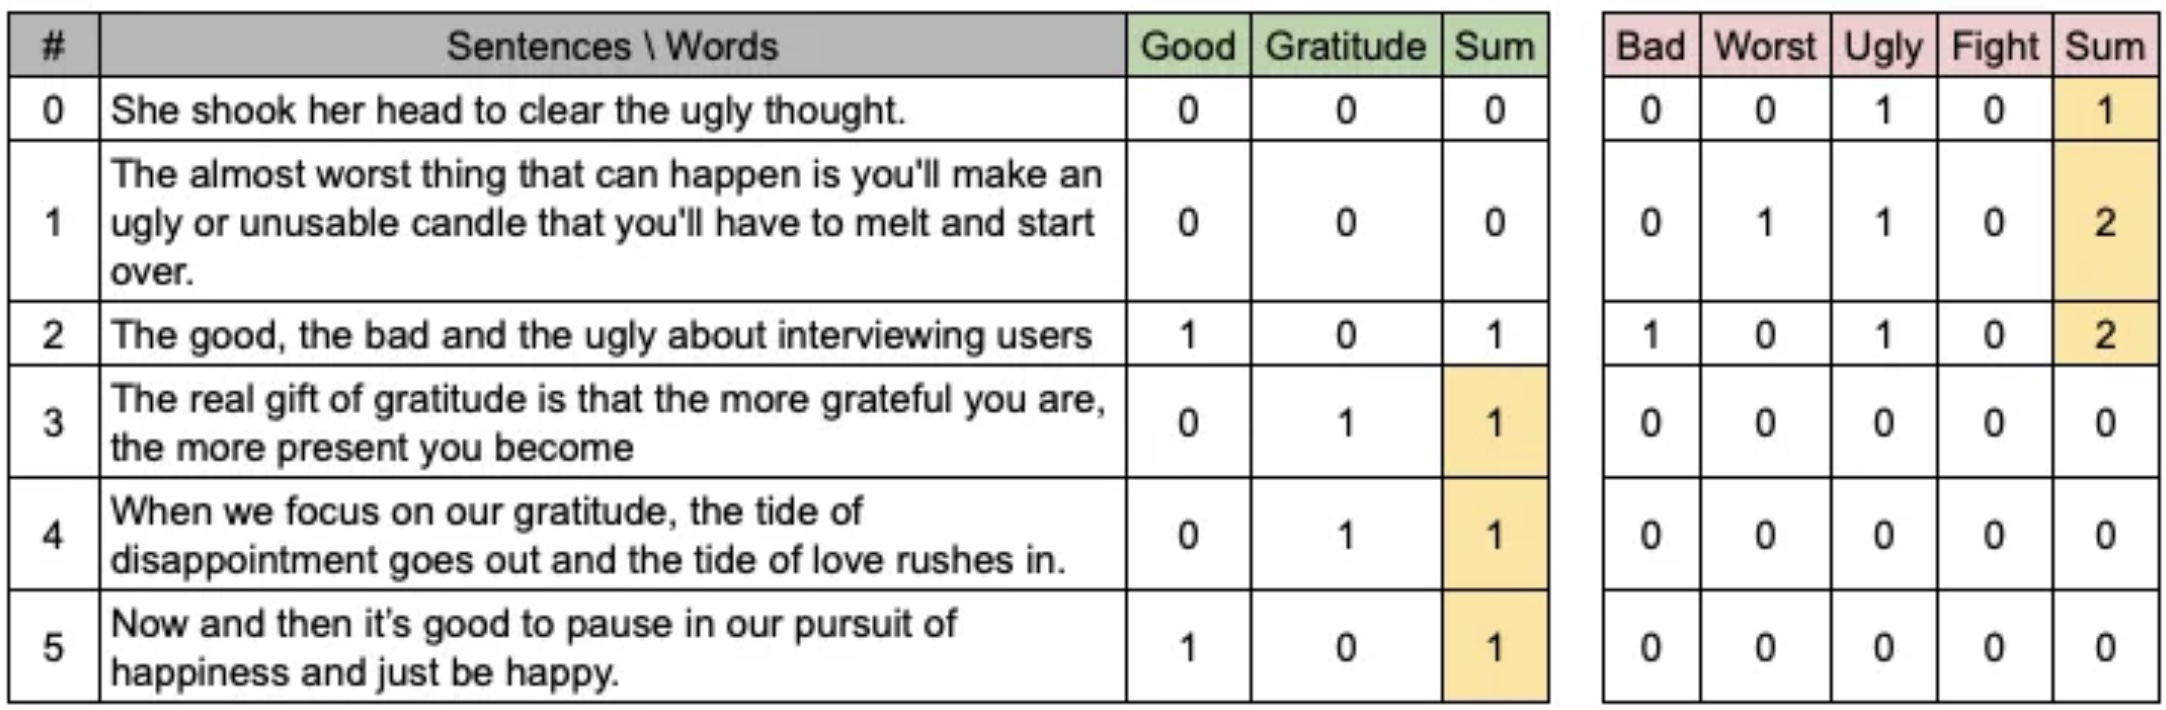 # Sentences \ Words Good Gratitude Sum Bad Worst Ugly Fight Sum
0 She shook her head to clear the ugly thought. 0 0 0 0 0 1 0 1
The almost worst thing that can happen is you'll make an
1 ugly or unusable candle that you'll have to melt and start 0 0 0 0 1 1 0 2
over.
2 The good, the bad and the ugly about interviewing users 1 0 1 1 0 1 0 2
The real gift of gratitude is that the more grateful you are,
3 0 1 1 0 0 0 0 0
the more present you become
When we focus on our gratitude, the tide of
4 0 1 1 0 0 0 0 0
disappointment goes out and the tide of love rushes in.
Now and then it's good to pause in our pursuit of
5 1 0 1 0 0 0 0 0
happiness and just be happy.